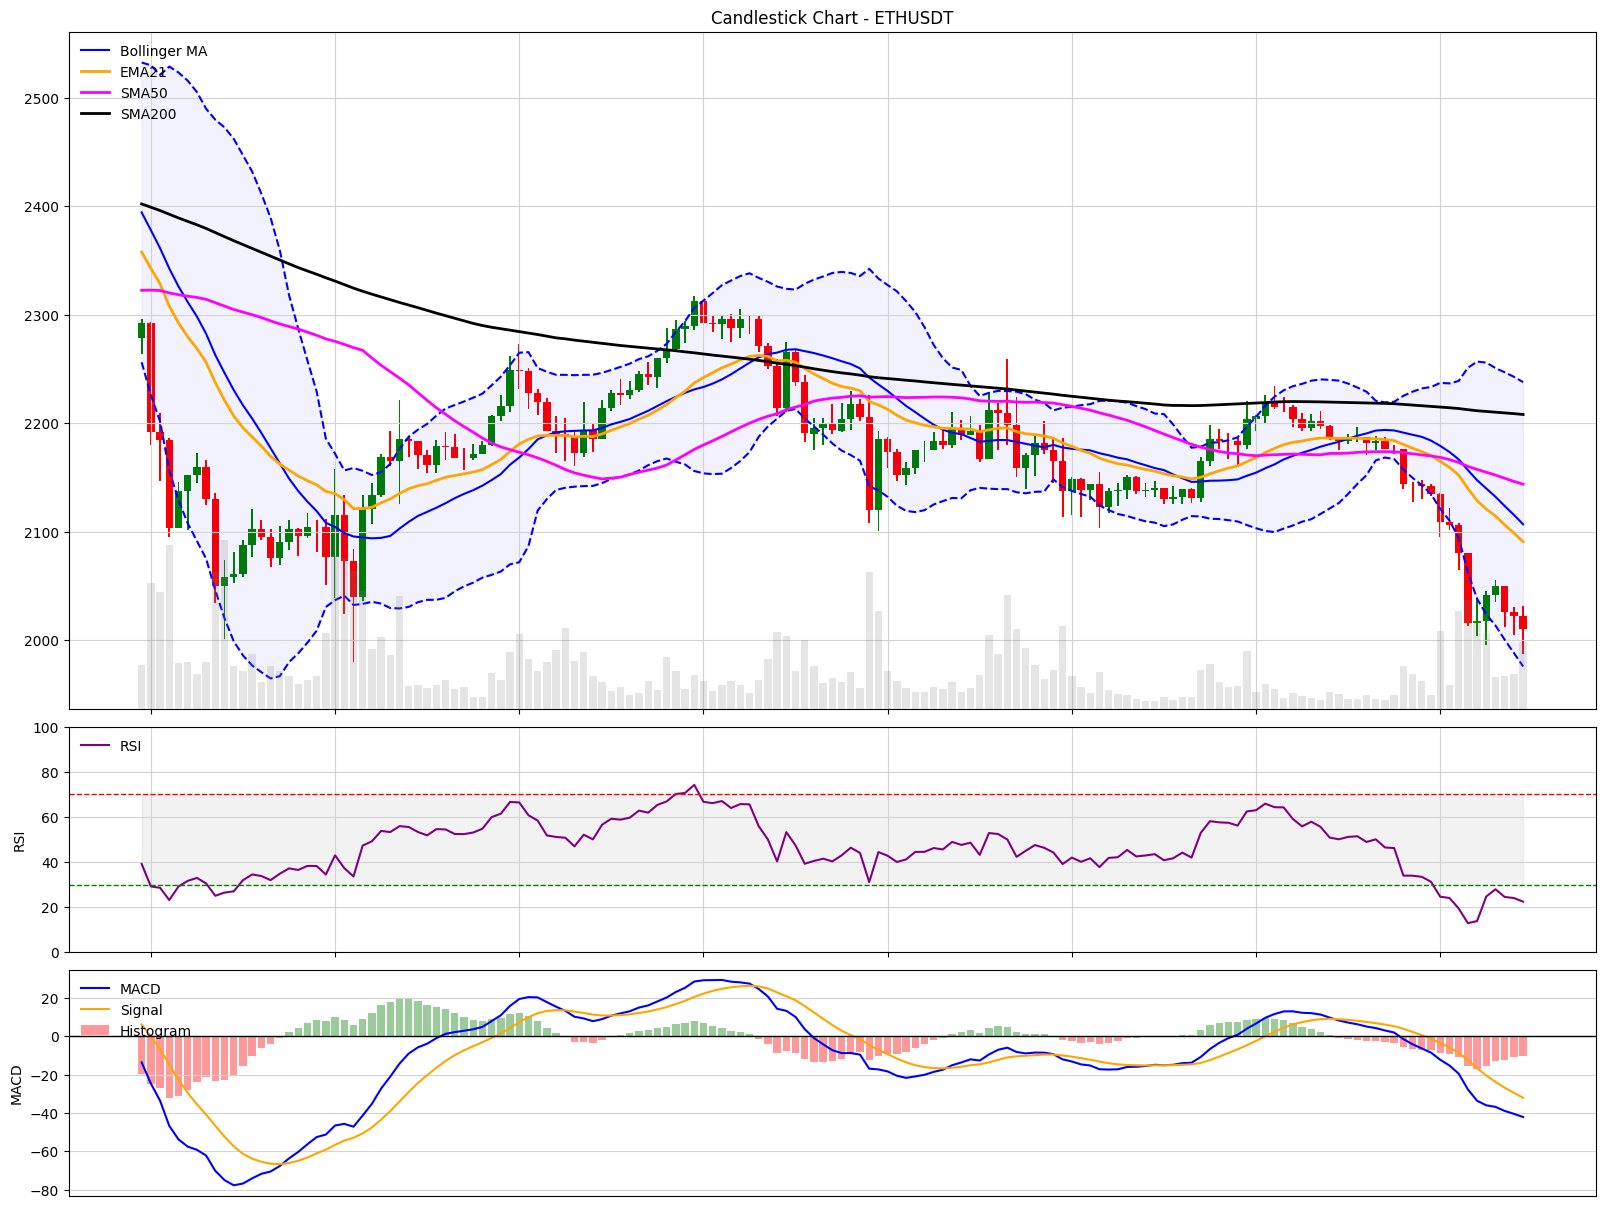 Candlestick Chart - ETHUSDT
Bollinger MA
EMA21
SMA50
SMA200
2500
2400
2300
2200
2100
2000
RSI
100
80
60
40
20
0
RSI
MACD
Signal
Histogram
20
0
−20
−40
−60
−80
MACD